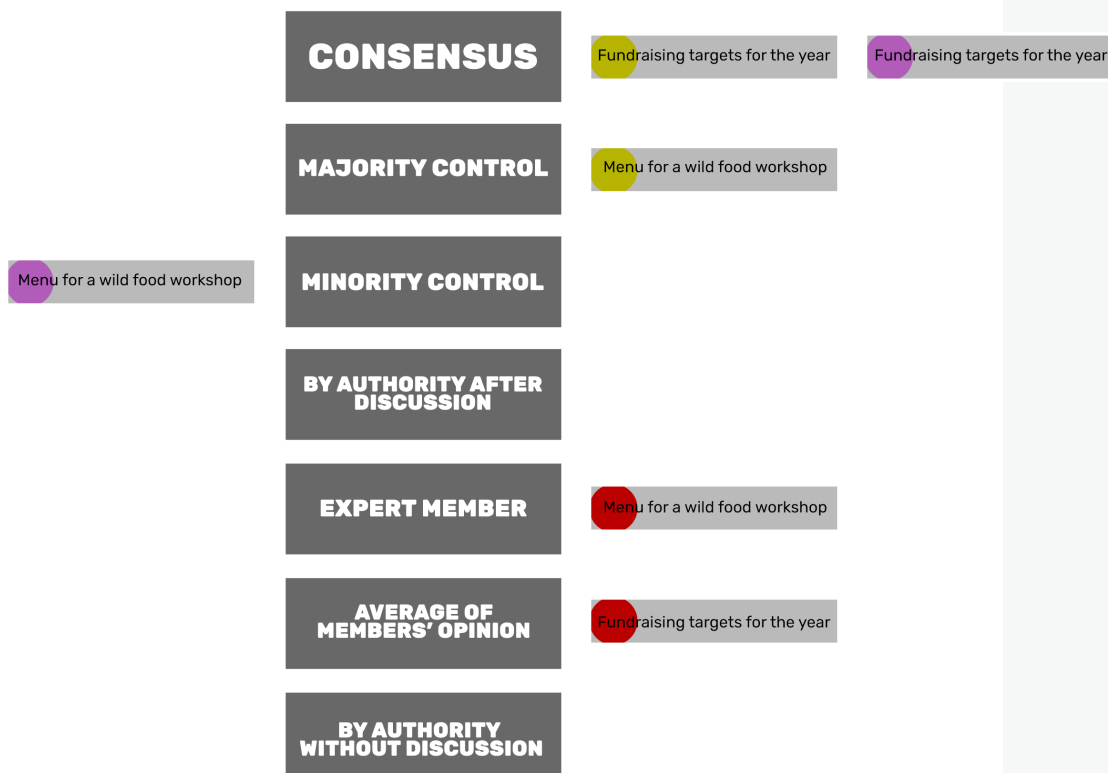 CONSENSUS
Fundraising targets for the year
Fundraising targets for the year
MAJORITY CONTROL
Menu for a wild food workshop
Menu for a wild food workshop
MINORITY CONTROL
BY AUTHORITY AFTER
DISCUSSION
EXPERT MEMBER
Menu for a wild food workshop
AVERAGE OF
MEMBERS’ OPINION
Fundraising targets for the year
BY AUTHORITY
WITHOUT DISCUSSION